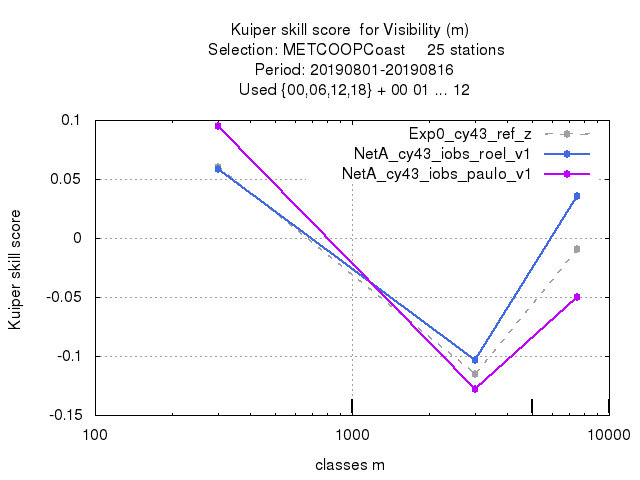 Kuiper skill score  for Visibility (m)
Selection: METCOOPCoast     25 stations
Period: 20190801-20190816
Used {00,06,12,18} + 00 01 ... 12
Exp0_cy43_ref_z
NetA_cy43_iobs_roel_v1
NetA_cy43_iobs_paulo_v1
0.1
0.05
0
-0.05
-0.1
-0.15
Kuiper skill score
100
1000
10000
classes m